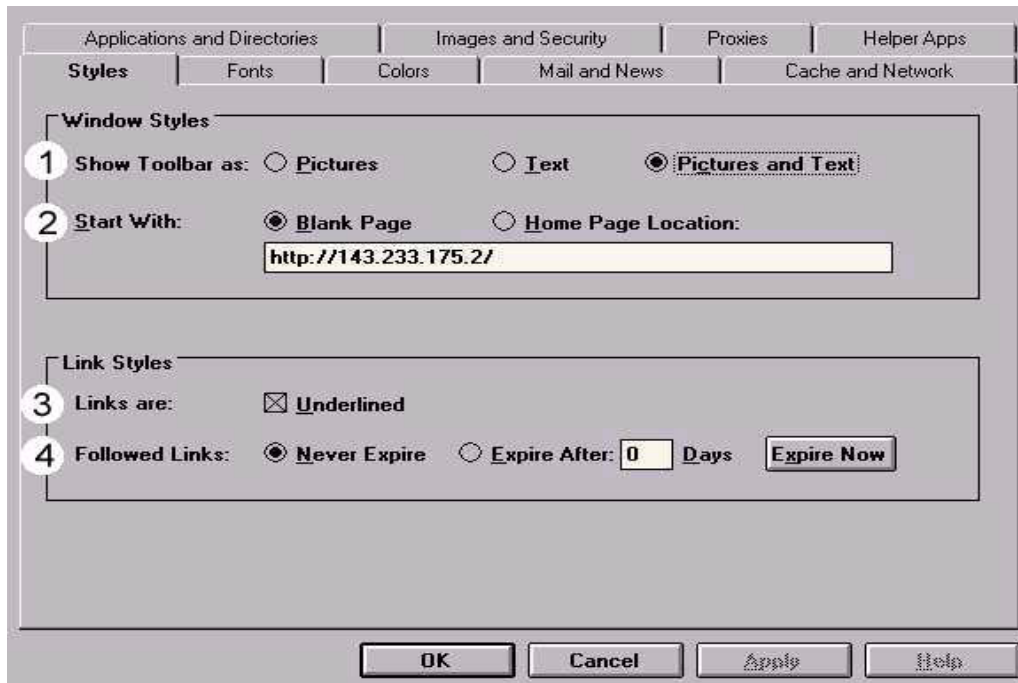 Applications and Directories Images and Security Proxies Helper Apps
Styles Fonts Colors Mail and News Cache and Network
Window Styles
1 Show Toolbar as: Pictures Text Pictures and Text
2 Start With: Blank Page Home Page Location:
http://143.233.175.2/
Link Styles
3 Links are: Underlined
4 Followed Links: Never Expire Expire After: 0 Days Expire Now
OK Cancel Apply Help